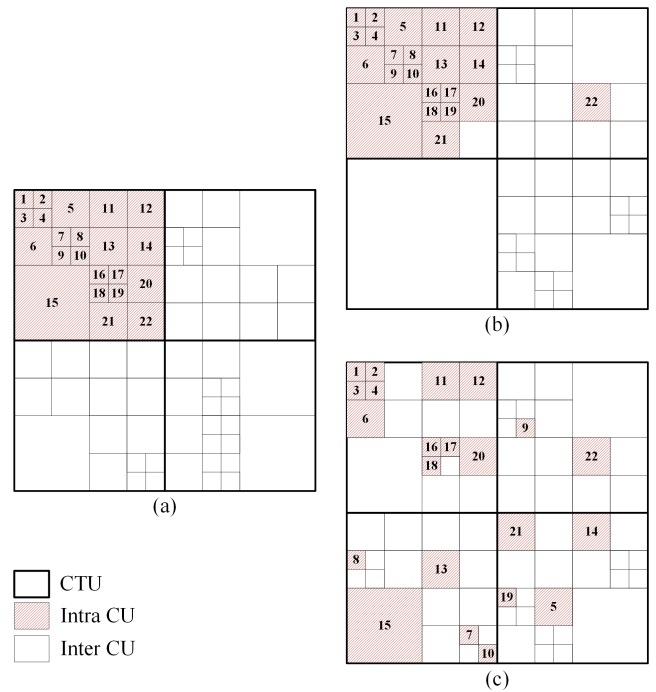 1 2 5 11 12
3 4
6 7 8 13 14
9 10
15 16 17 20
18 19
21 22
(a)
1 2 5 11 12
3 4
6 7 8 13 14
9 10
15 16 17 20 22
18 19
21
(b)
1 2 11 12
3 4
6 9
16 17 20 22
18
21 14
8 13
15 19 5
7
10
(c)
CTU
Intra CU
Inter CU